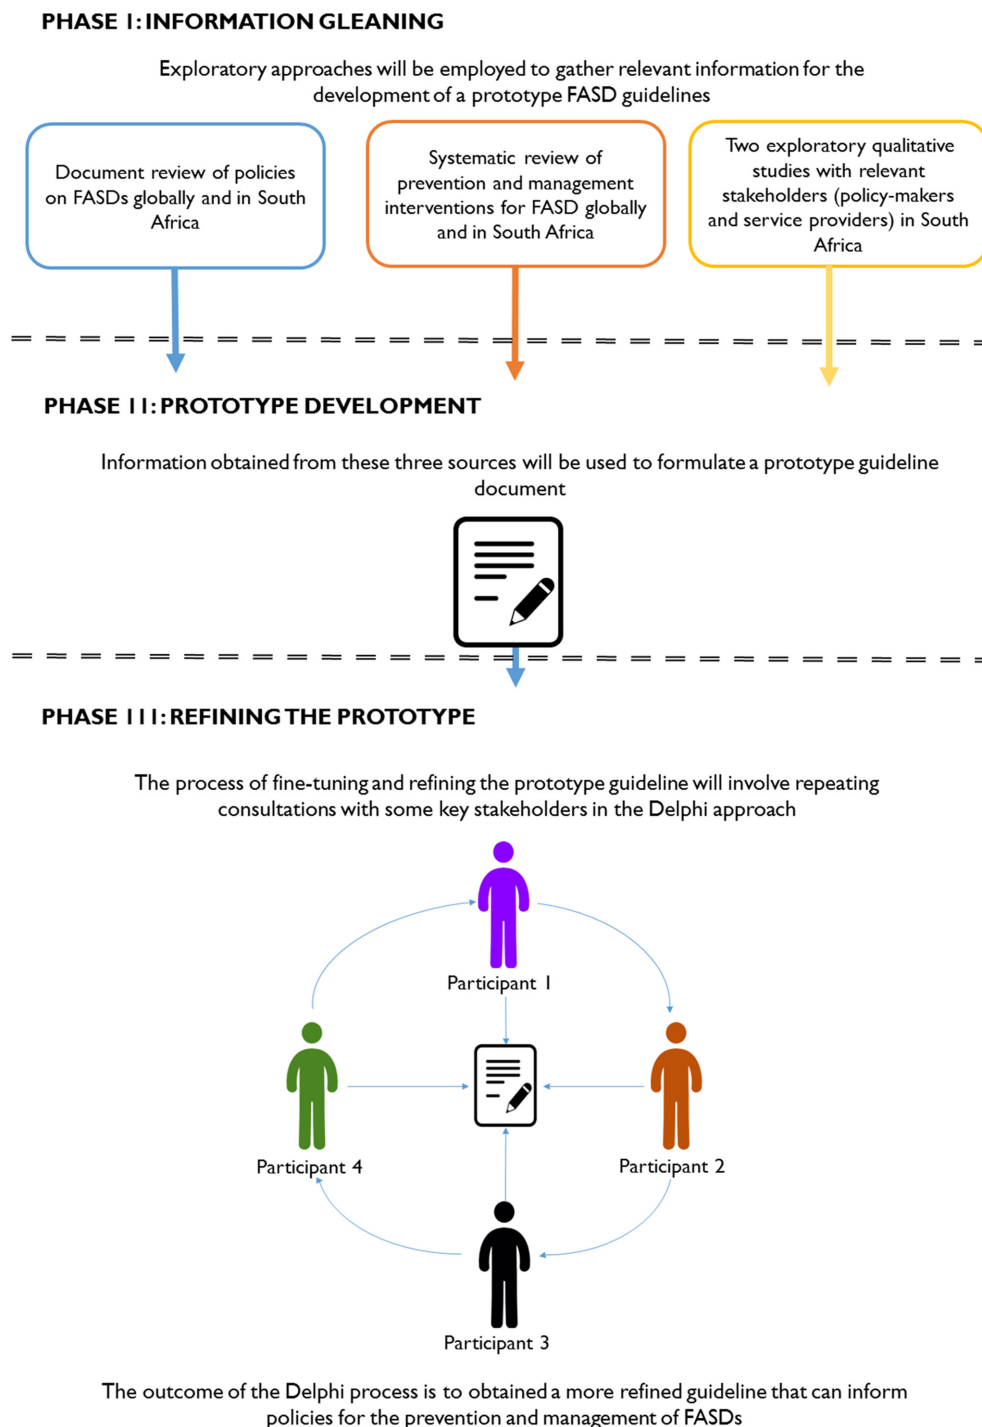 PHASE I: INFORMATION GLEANING
Exploratory approaches will be employed to gather relevant information for the
development of a prototype FASD guidelines
Document review of policies
on FASDs globally and in South
Africa
Systematic review of
prevention and management
interventions for FASD globally
and in South Africa
Two exploratory qualitative
studies with relevant
stakeholders (policy-makers
and service providers) in South
Africa
PHASE 11: PROTOTYPE DEVELOPMENT
Information obtained from these three sources will be used to formulate a prototype guideline
document
PHASE 111: REFINING THE PROTOTYPE
The process of fine-tuning and refining the prototype guideline will involve repeating
consultations with some key stakeholders in the Delphi approach
Participant 1
Participant 4
Participant 2
Participant 3
The outcome of the Delphi process is to obtained a more refined guideline that can inform
policies for the prevention and management of FASDs